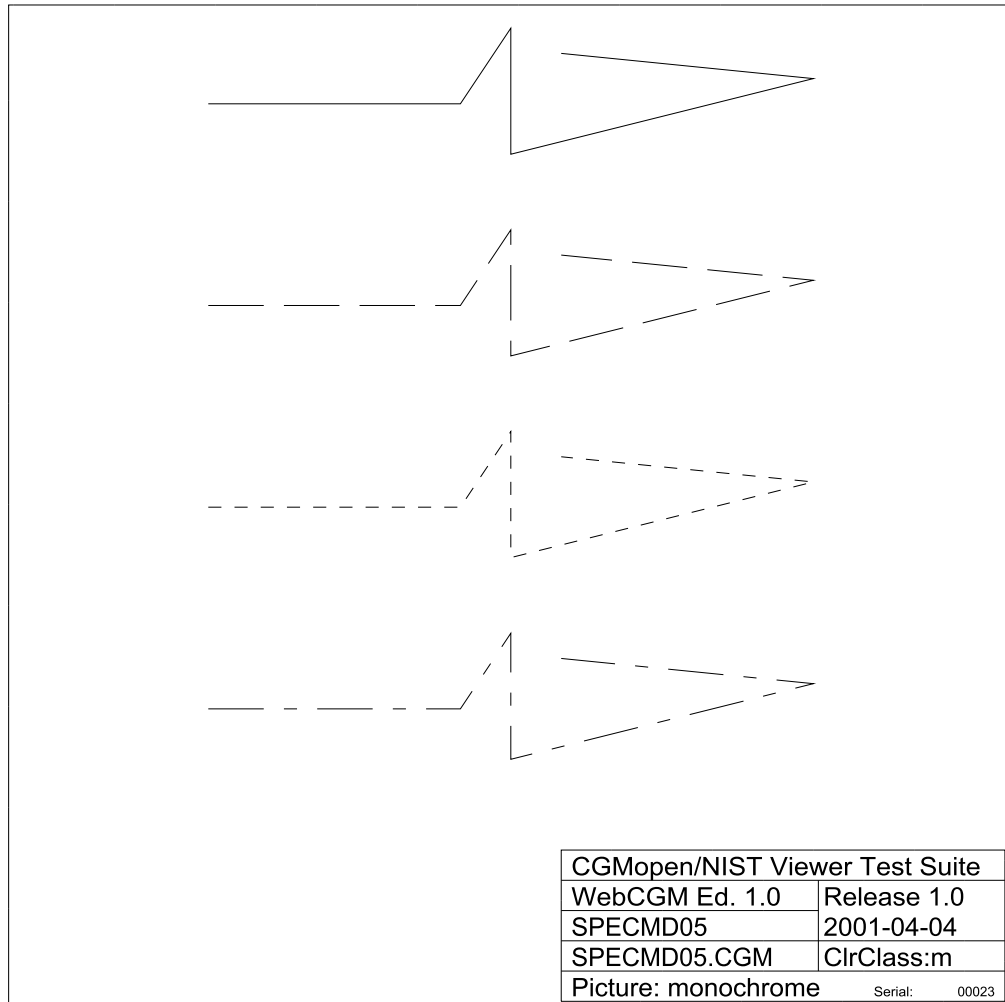 CGMopen/NIST Viewer Test Suite
WebCGM Ed. 1.0 Release 1.0
SPECMD05 2001-04-04
SPECMD05.CGM ClrClass:m
Picture: monochrome Serial: 00023